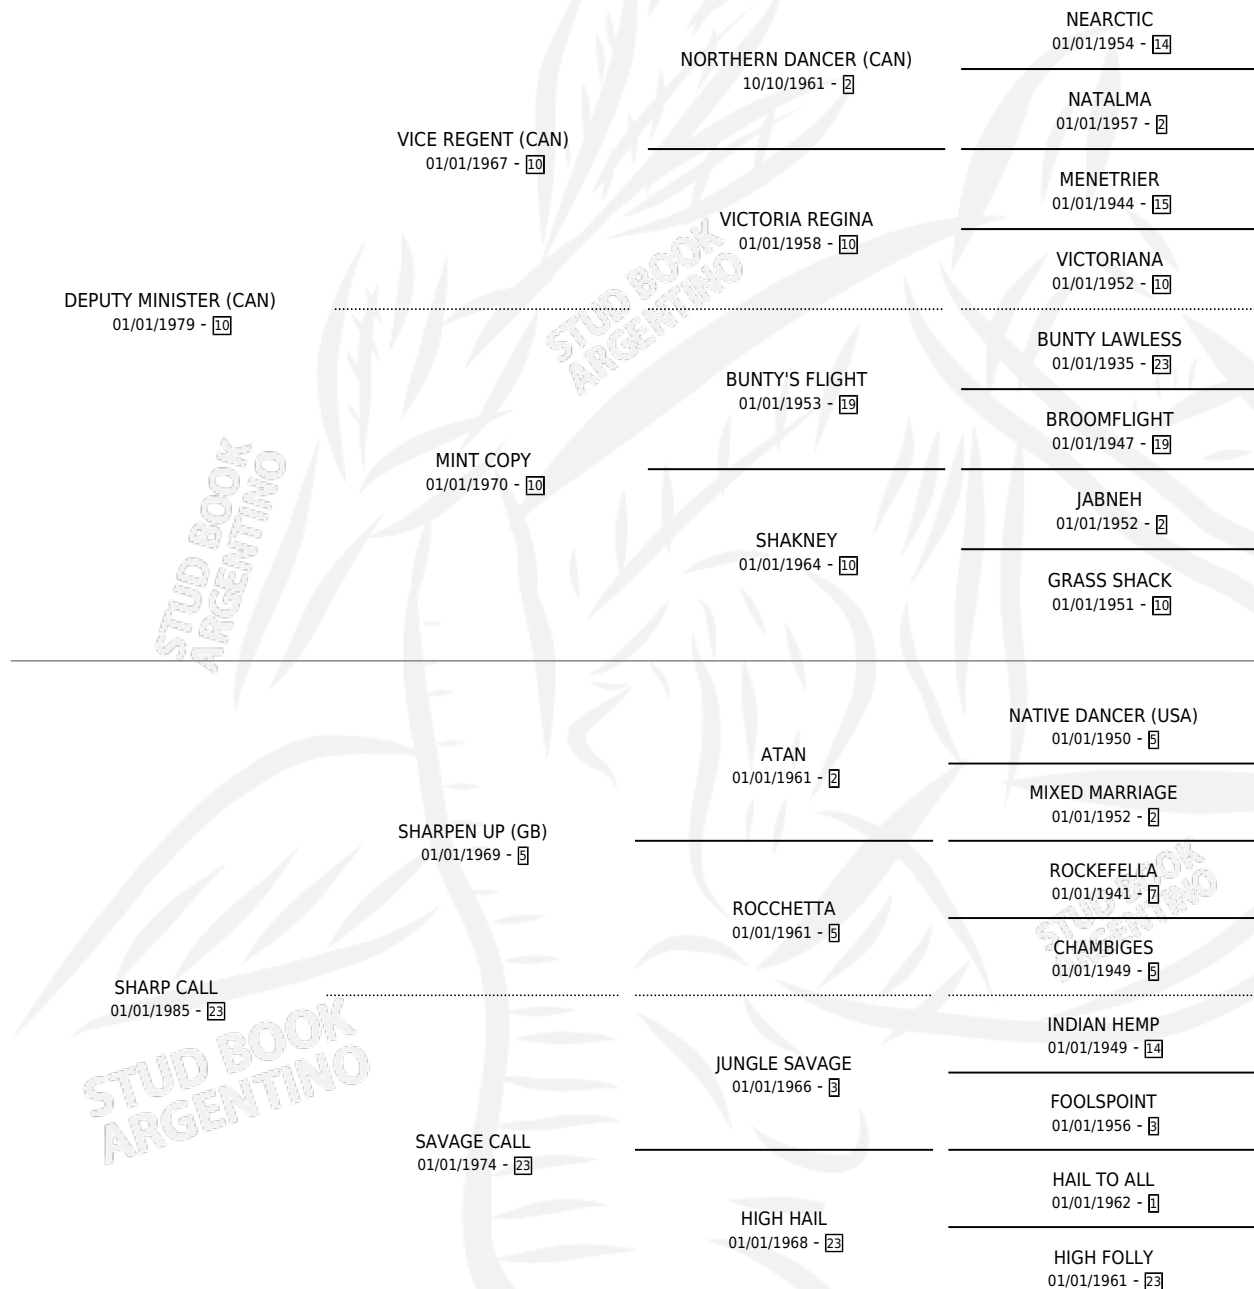 NEARCTIC
01/01/1954 - 14
NORTHERN DANCER (CAN)
10/10/1961 - 2
NATALMA
01/01/1957 - 2
VICE REGENT (CAN)
01/01/1967 - 10
MENETRIER
01/01/1944 - 15
VICTORIA REGINA
01/01/1958 - 10
VICTORIANA
01/01/1952 - 10
DEPUTY MINISTER (CAN)
01/01/1979 - 10
BUNTY LAWLESS
01/01/1935 - 23
BUNTY'S FLIGHT
01/01/1953 - 19
BROOMFLIGHT
01/01/1947 - 19
MINT COPY
01/01/1970 - 10
JABNEH
01/01/1952 - 2
SHAKNEY
01/01/1964 - 10
GRASS SHACK
01/01/1951 - 10
NATIVE DANCER (USA)
01/01/1950 - 5
ATAN
01/01/1961 - 2
MIXED MARRIAGE
01/01/1952 - 2
SHARPEN UP (GB)
01/01/1969 - 5
ROCKEFELLA
01/01/1941 - 7
ROCCHETTA
01/01/1961 - 5
CHAMBIGES
01/01/1949 - 5
SHARP CALL
01/01/1985 - 23
INDIAN HEMP
01/01/1949 - 14
JUNGLE SAVAGE
01/01/1966 - 3
FOOLSPOINT
01/01/1956 - 3
SAVAGE CALL
01/01/1974 - 23
HAIL TO ALL
01/01/1962 - 1
HIGH HAIL
01/01/1968 - 23
HIGH FOLLY
01/01/1961 - 23
STUD BOOK
ARGENTINO
STUD BOOK
ARGENTINO
STUD BOOK
ARGENTINO
STUD BOOK
ARGENTINO